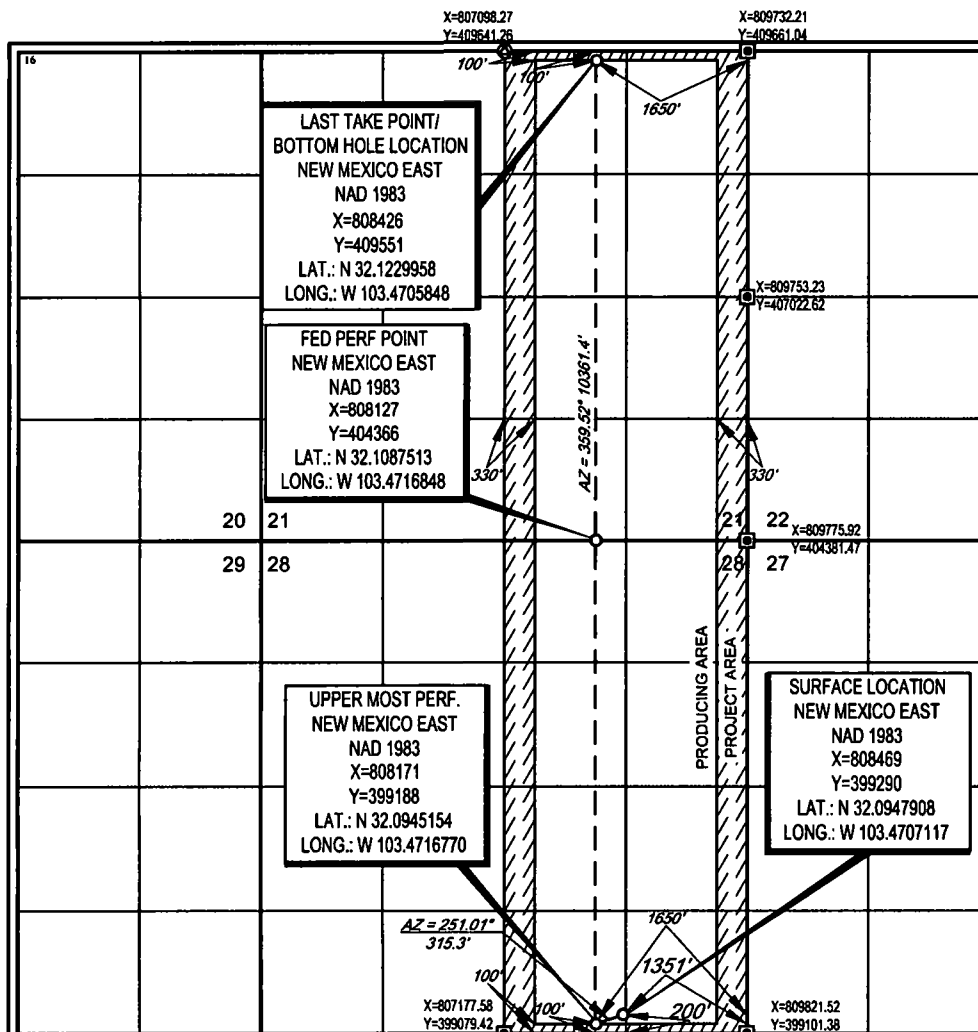 X=807098.27
Y=409641.26
X=809732.21
Y=409661.04
16
100'
100'
1650'
LAST TAKE POINT/
BOTTOM HOLE LOCATION
NEW MEXICO EAST
NAD 1983
X=808426
Y=409551
LAT.: N 32.1229958
LONG.: W 103.4705848
X=809753.23
Y=407022.62
FED PERF POINT
NEW MEXICO EAST
NAD 1983
X=808127
Y=404366
LAT.: N 32.1087513
LONG.: W 103.4716848
AZ = 359.52° 10361.4'
330'
330'
20 21
21 22
X=809775.92
Y=404381.47
29 28
28 27
PRODUCING AREA
PROJECT AREA
UPPER MOST PERF.
NEW MEXICO EAST
NAD 1983
X=808171
Y=399188
LAT.: N 32.0945154
LONG.: W 103.4716770
SURFACE LOCATION
NEW MEXICO EAST
NAD 1983
X=808469
Y=399290
LAT.: N 32.0947908
LONG.: W 103.4707117
AZ = 251.01°
315.3'
1650'
1351'
100'
100'
200'
X=807177.58
Y=399079.42
X=809821.52
Y=399101.38